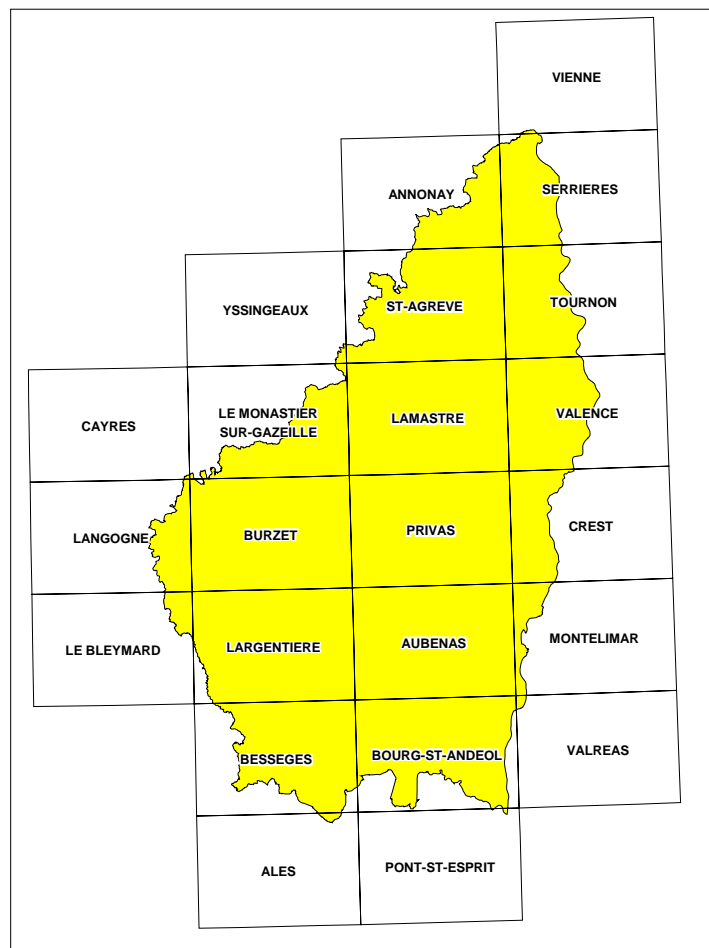 VIENNE
ANNONAY
SERRIERES
YSSINGEAUX
ST-AGREVE
TOURNON
CAYRES
LE MONASTIER
SUR-GAZEILLE
LAMASTRE
VALENCE
LANGOGNE
BURZET
PRIVAS
CREST
LE BLEYMARD
LARGENTIERE
AUBENAS
MONTELIMAR
BESSEGES
BOURG-ST-ANDEOL
VALREAS
ALES
PONT-ST-ESPRIT